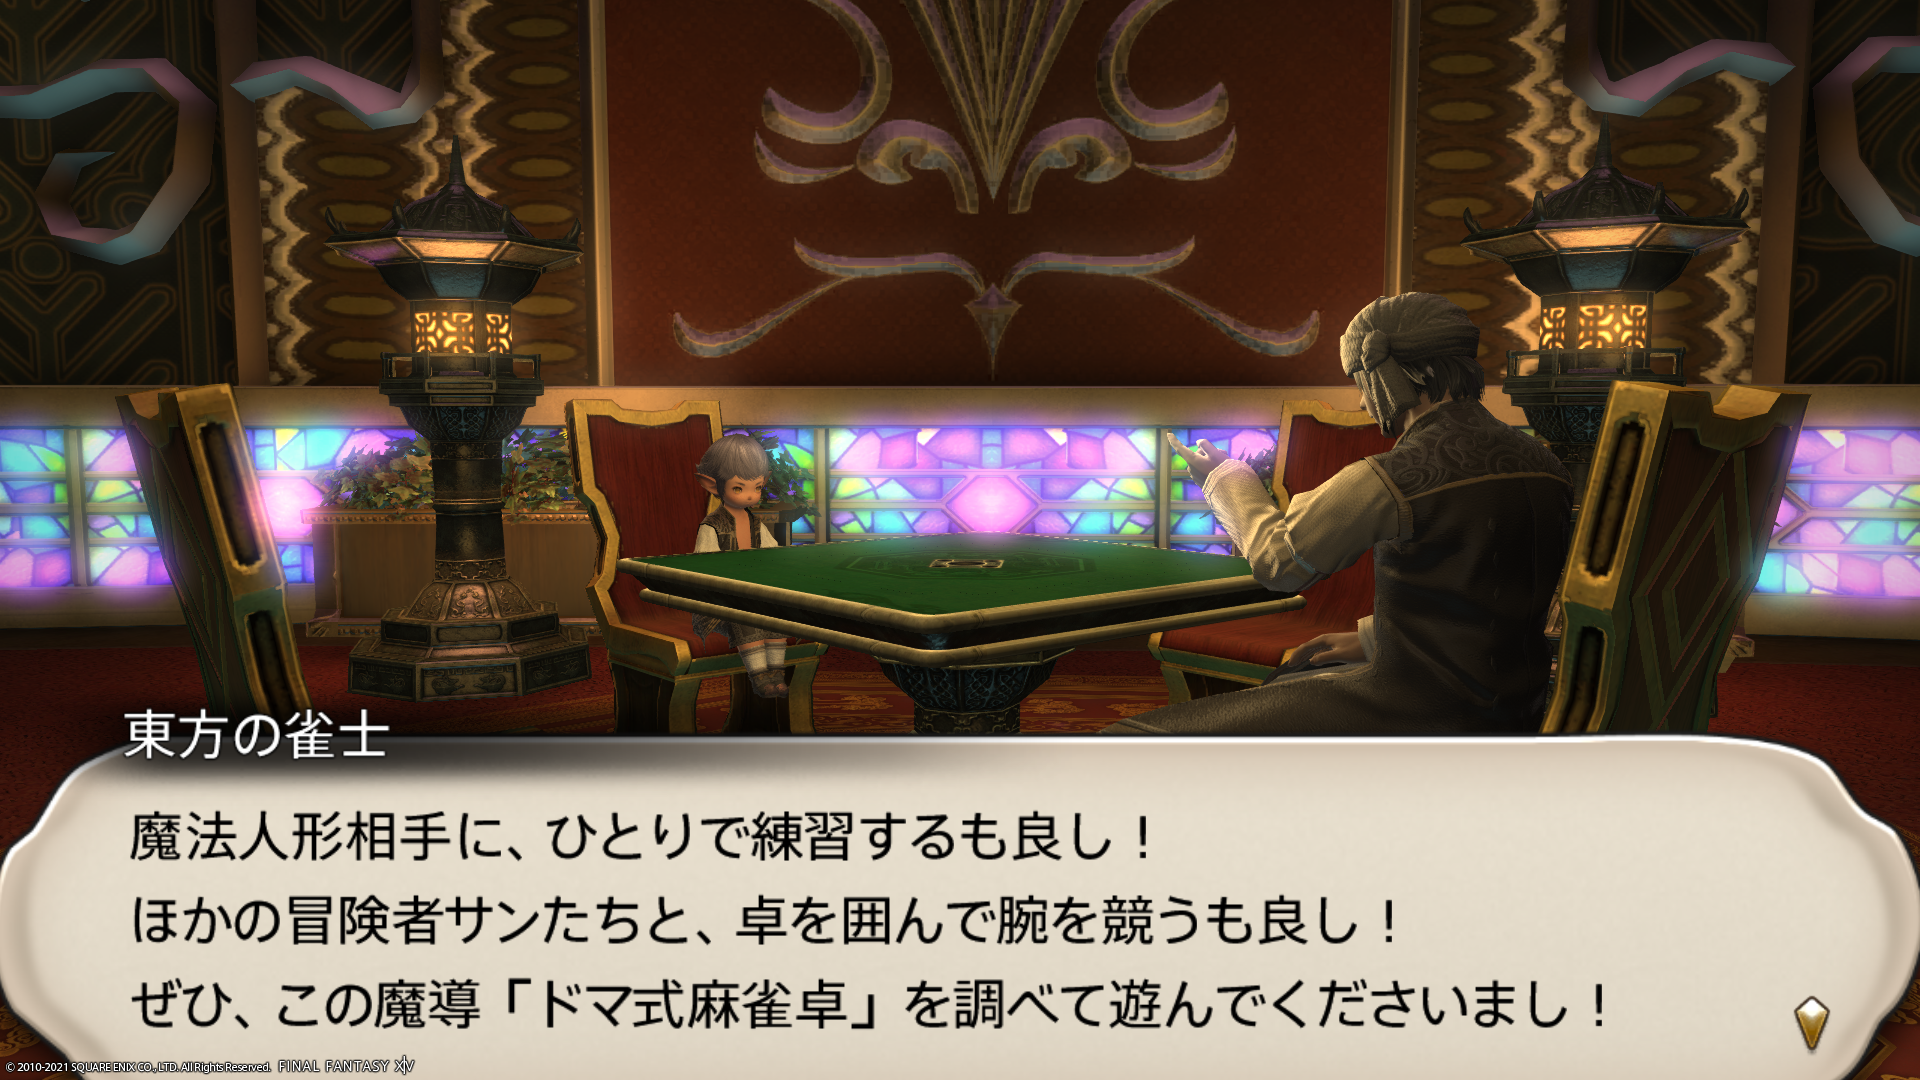 東方の雀士
魔法人形相手に、ひとりで練習するも良し！
ほかの冒険者サンたちと、卓を囲んで腕を競うも良し！
ぜひ、この魔導「ドマ式麻雀卓」を調べて遊んでくださいまし！
© 2010-2021 SQUARE ENIX CO., LTD. All Rights Reserved. FINAL FANTASY XIV